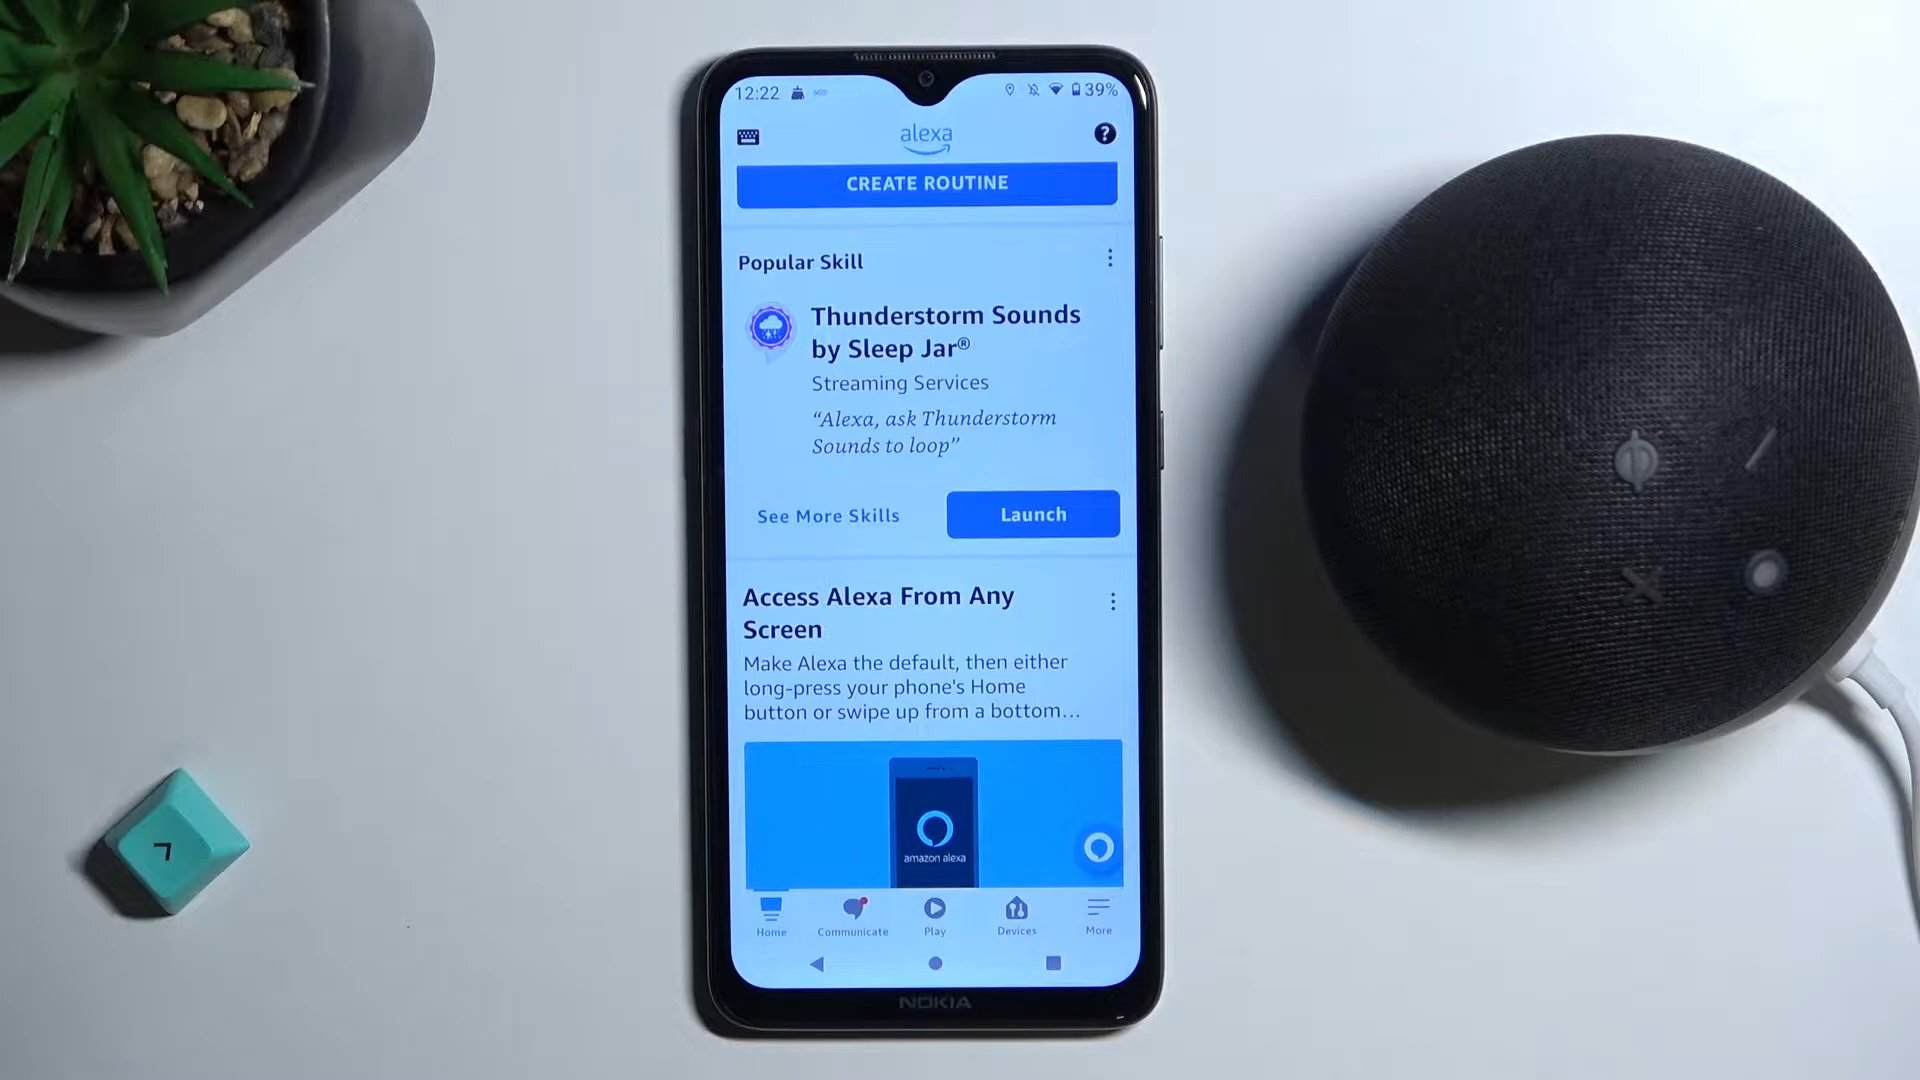 12:22
39%
alexa
?
CREATE ROUTINE
Popular Skill
Thunderstorm Sounds
by Sleep Jar®
Streaming Services
“Alexa, ask Thunderstorm
Sounds to loop”
See More Skills
Launch
Access Alexa From Any
Screen
Make Alexa the default, then either
long-press your phone's Home
button or swipe up from a bottom...
amazon alexa
Home
Communicate
Play
Devices
More
NOKIA